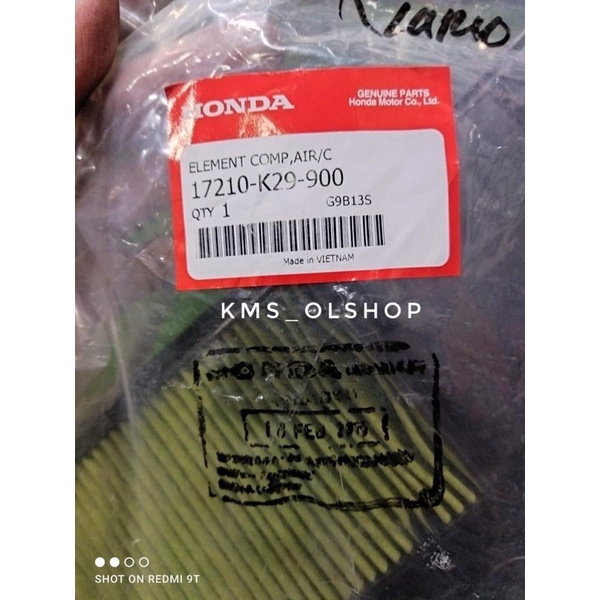 HONDA
GENUINE PARTS
Honda Motor Co., Ltd.
ELEMENT COMP,AIR/C
17210-K29-900
QTY 1
G9B13S
Made in VIETNAM
KMS_OLSHOP
FEB
SHOT ON REDMI 9T